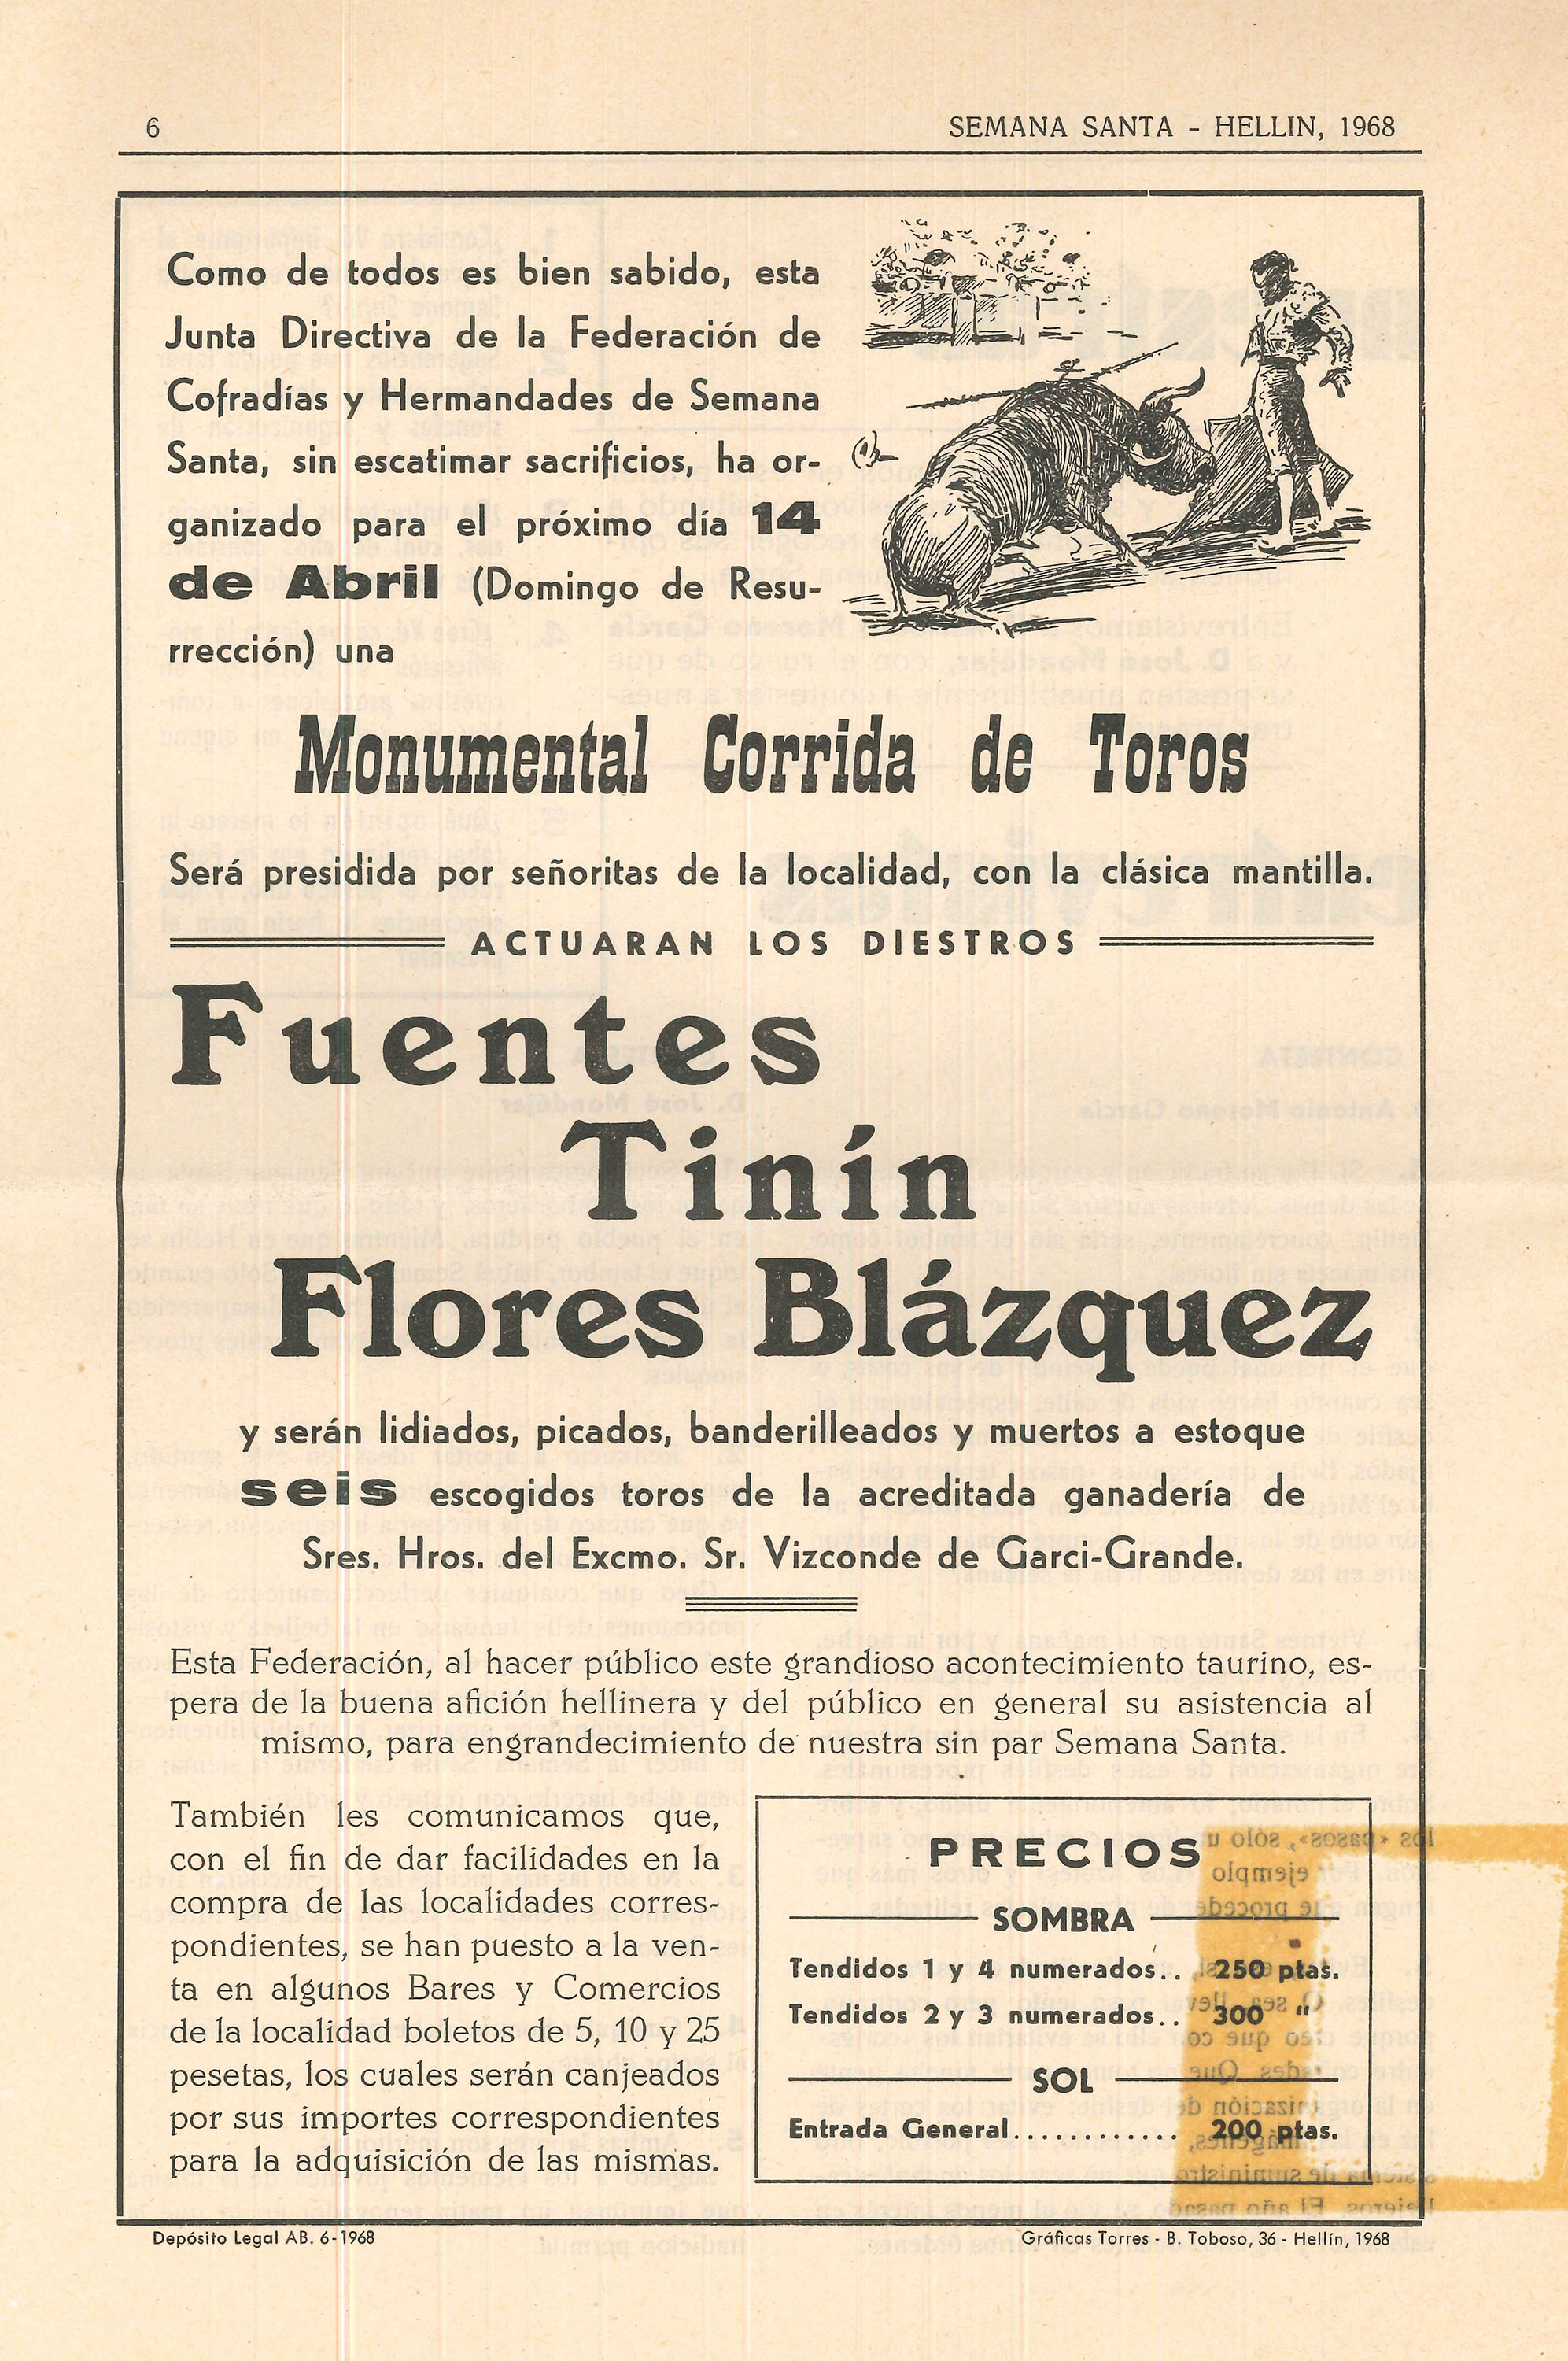 6
SEMANA SANTA - HELLIN, 1968
Como de todos es bien sabido, esta
Junta Directiva de la Federación de
Cofradías y Hermandades de Semana
Santa, sin escatimar sacrificios, ha or-
ganizado para el próximo día 14
de Abril (Domingo de Resu-
rrección) una
Monumental Corrida de Toros
Será presidida por señoritas de la localidad, con la clásica mantilla.
ACTUARAN LOS DIESTROS
Fuentes
Tinín
Flores Blázquez
y serán lidiados, picados, banderilleados y muertos a estoque
seis escogidos toros de la acreditada ganadería de
Sres. Hros. del Excmo. Sr. Vizconde de Garci-Grande.
Esta Federación, al hacer público este grandioso acontecimiento taurino, es-
pera de la buena afición hellinera y del público en general su asistencia al
mismo, para engrandecimiento de nuestra sin par Semana Santa.
También les comunicamos que,
con el fin de dar facilidades en la
compra de las localidades corres-
pondientes, se han puesto a la ven-
ta en algunos Bares y Comercios
de la localidad boletos de 5, 10 y 25
pesetas, los cuales serán canjeados
por sus importes correspondientes
para la adquisición de las mismas.
PRECIOS
SOMBRA
Tendidos 1 y 4 numerados.. 250 ptas.
Tendidos 2 y 3 numerados.. 300 "
SOL
Entrada General............ 200 ptas.
Depósito Legal AB. 6-1968
Gráficas Torres - B. Toboso, 36 - Hellín, 1968